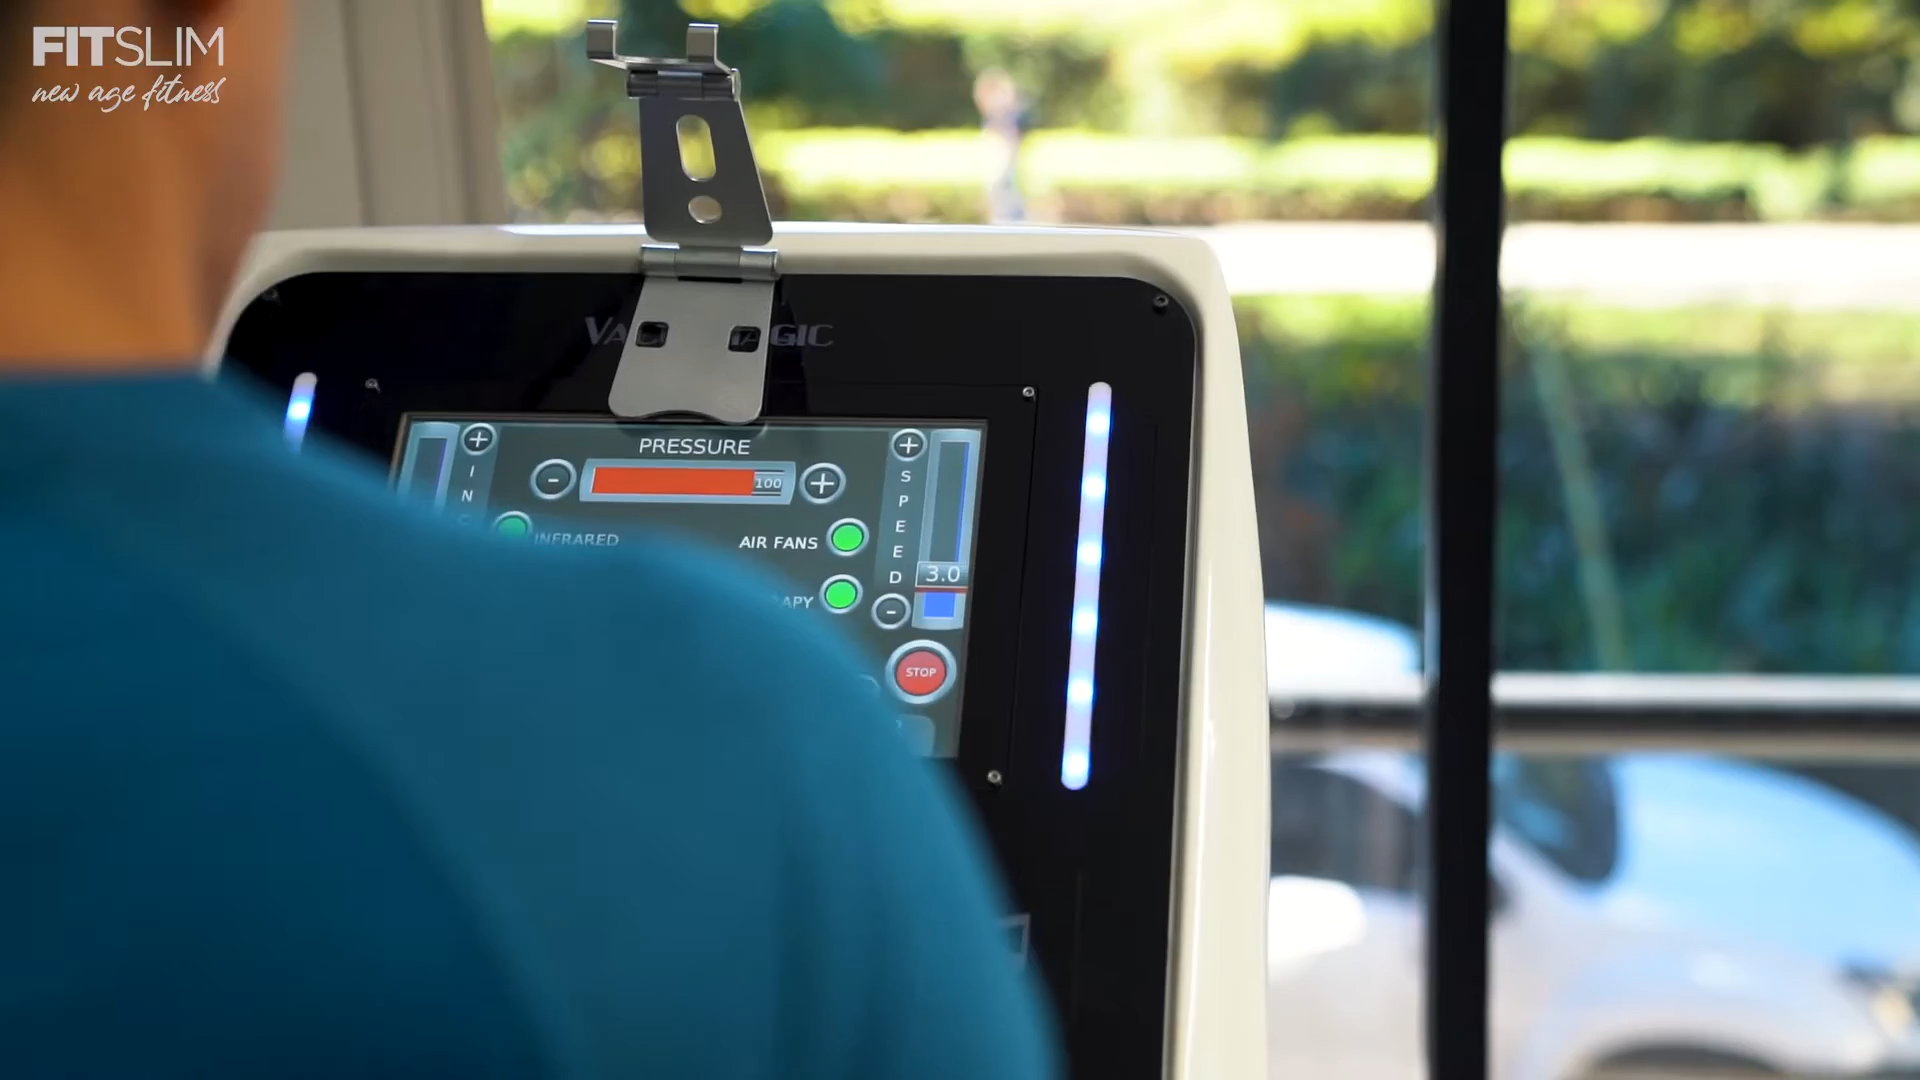 FITSLIM
new age fitness
PRESSURE
100
INFRARED
AIR FANS
SPEED
3.0
STOP